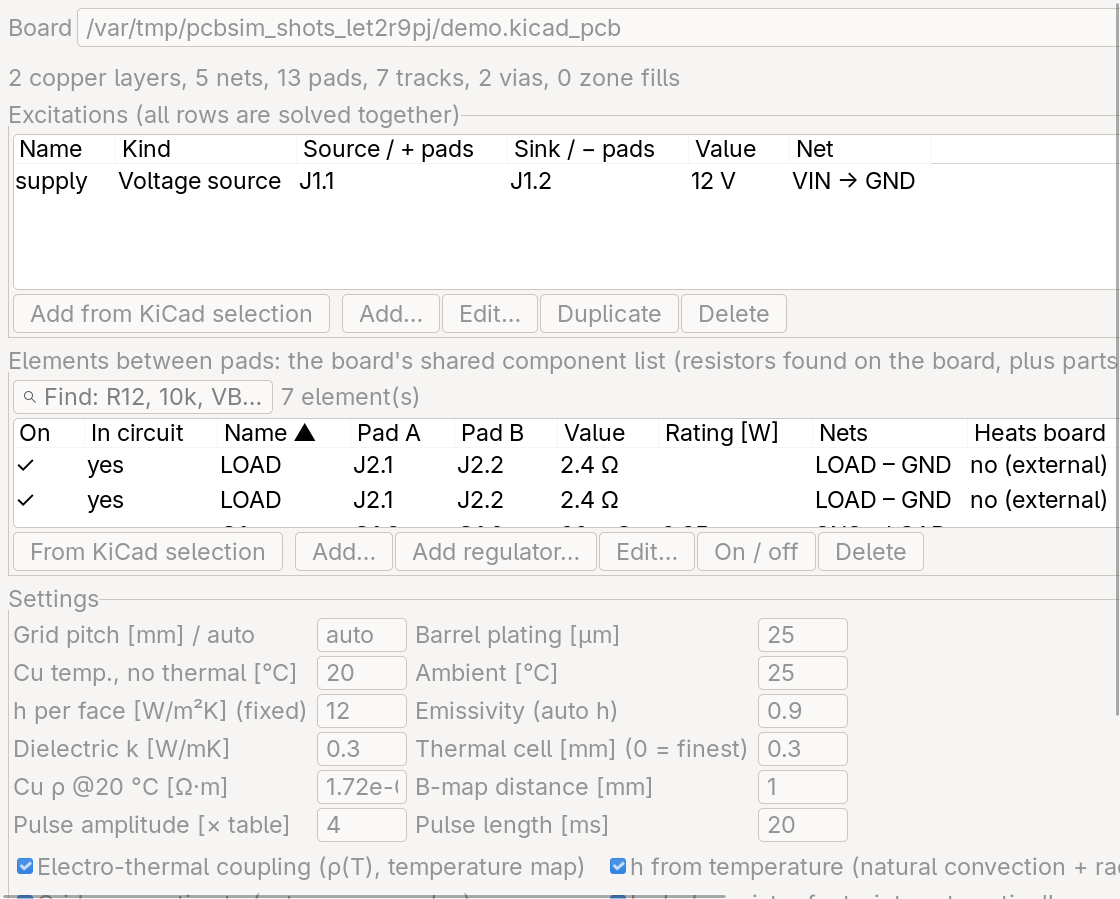 Board /var/tmp/pcbsim_shots_let2r9pj/demo.kicad_pcb
2 copper layers, 5 nets, 13 pads, 7 tracks, 2 vias, 0 zone fills
Excitations (all rows are solved together)
Name Kind Source / + pads Sink / − pads Value Net
supply Voltage source J1.1 J1.2 12 V VIN → GND
Add from KiCad selection Add... Edit... Duplicate Delete
Elements between pads: the board's shared component list (resistors found on the board, plus parts
Find: R12, 10k, VB... 7 element(s)
On In circuit Name ▲ Pad A Pad B Value Rating [W] Nets Heats board
✓ yes LOAD J2.1 J2.2 2.4 Ω LOAD – GND no (external)
✓ yes LOAD J2.1 J2.2 2.4 Ω LOAD – GND no (external)
From KiCad selection Add... Add regulator... Edit... On / off Delete
Settings
Grid pitch [mm] / auto auto Barrel plating [µm] 25
Cu temp., no thermal [°C] 20 Ambient [°C] 25
h per face [W/m²K] (fixed) 12 Emissivity (auto h) 0.9
Dielectric k [W/mK] 0.3 Thermal cell [mm] (0 = finest) 0.3
Cu ρ @20 °C [Ω·m] 1.72e-( B-map distance [mm] 1
Pulse amplitude [× table] 4 Pulse length [ms] 20
Electro-thermal coupling (ρ(T), temperature map) h from temperature (natural convection + ra